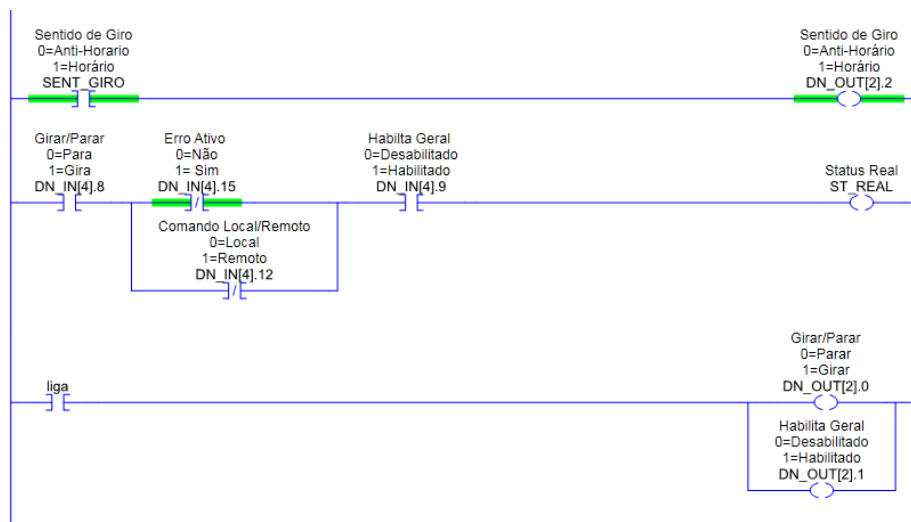 Sentido de Giro
0=Anti-Horario
1=Horário
SENT_GIRO
Sentido de Giro
0=Anti-Horário
1=Horário
DN_OUT[2].2
Girar/Parar
0=Para
1=Gira
DN_IN[4].8
Erro Ativo
0=Não
1= Sim
DN_IN[4].15
Habilta Geral
0=Desabilitado
1=Habilitado
DN_IN[4].9
Status Real
ST_REAL
Comando Local/Remoto
0=Local
1=Remoto
DN_IN[4].12
liga
Girar/Parar
0=Parar
1=Girar
DN_OUT[2].0
Habilita Geral
0=Desabilitado
1=Habilitado
DN_OUT[2].1